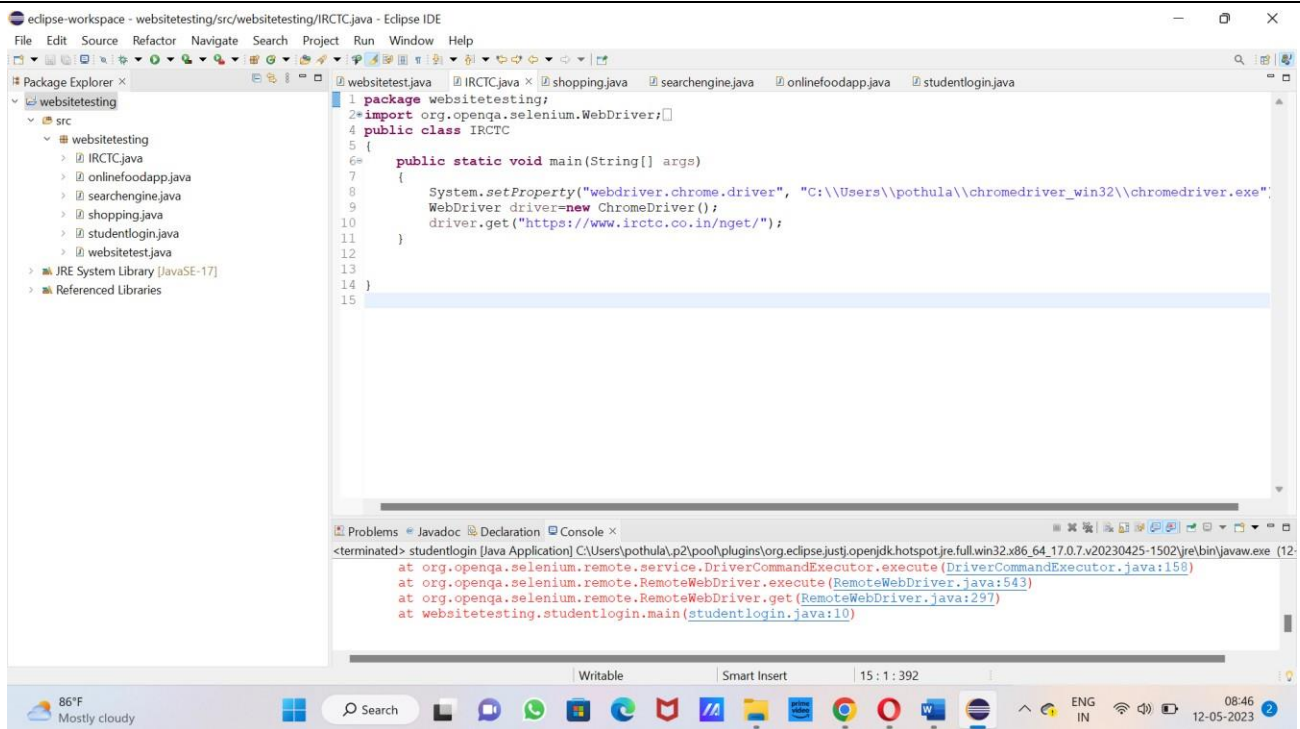 eclipse-workspace - websitetesting/src/websitetesting/IRCTC.java - Eclipse IDE
File Edit Source Refactor Navigate Search Project Run Window Help
Package Explorer
websitetesting
src
websitetesting
IRCTC.java
onlinefoodapp.java
searchengine.java
shopping.java
studentlogin.java
websitetest.java
JRE System Library [JavaSE-17]
Referenced Libraries
websitetest.java IRCTC.java shopping.java searchengine.java onlinefoodapp.java studentlogin.java
1 package websitetesting;
2 import org.openqa.selenium.WebDriver;
4 public class IRCTC
5 {
6 public static void main(String[] args)
7 {
8 System.setProperty("webdriver.chrome.driver", "C:\\Users\\pothula\\chromedriver_win32\\chromedriver.exe")
9 WebDriver driver=new ChromeDriver();
10 driver.get("https://www.irctc.co.in/nget/");
11 }
12
13
14 }
15
Problems Javadoc Declaration Console
<terminated> studentlogin [Java Application] C:\Users\pothula\.p2\pool\plugins\org.eclipse.justj.openjdk.hotspot.jre.full.win32.x86_64_17.0.7.v20230425-1502\jre\bin\javaw.exe (12-
at org.openqa.selenium.remote.service.DriverCommandExecutor.execute(DriverCommandExecutor.java:158)
at org.openqa.selenium.remote.RemoteWebDriver.execute(RemoteWebDriver.java:543)
at org.openqa.selenium.remote.RemoteWebDriver.get(RemoteWebDriver.java:297)
at websitetesting.studentlogin.main(studentlogin.java:10)
Writable Smart Insert 15 : 1 : 392
86°F
Mostly cloudy
Search
prime video
ENG
IN
08:46
12-05-2023
2